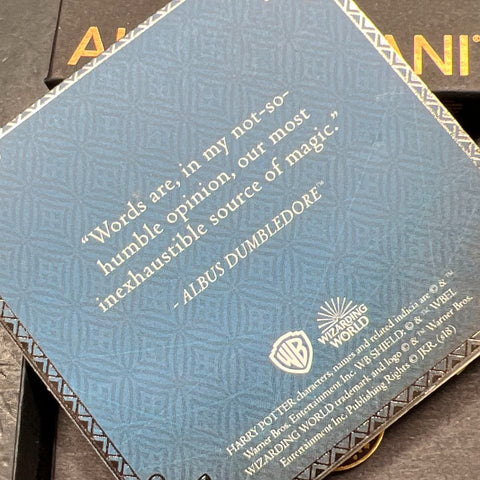 ANI
"Words are, in my not-so-
humble opinion, our most
inexhaustible source of magic."
- ALBUS DUMBLEDORE™
WB
WIZARDING
WORLD
HARRY POTTER characters, names and related indicia are © & ™
Warner Bros. Entertainment Inc. WB SHIELD: © & ™ WBEI.
WIZARDING WORLD trademark and logo © & ™ Warner Bros.
Entertainment Inc. Publishing Rights © JKR. (s18)